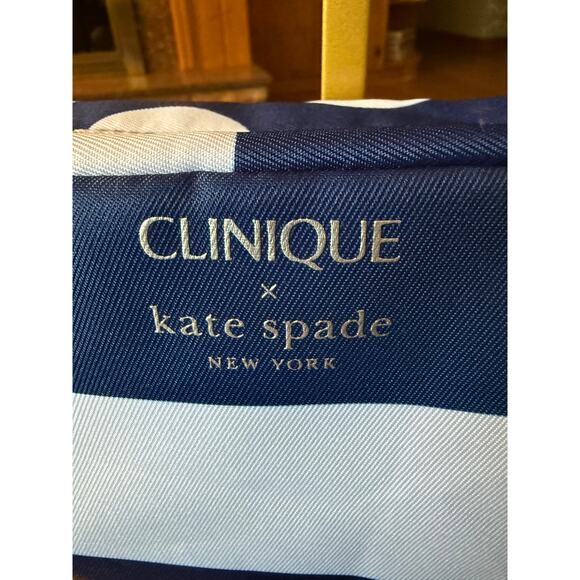 CLINIQUE
×
kate spade
NEW YORK